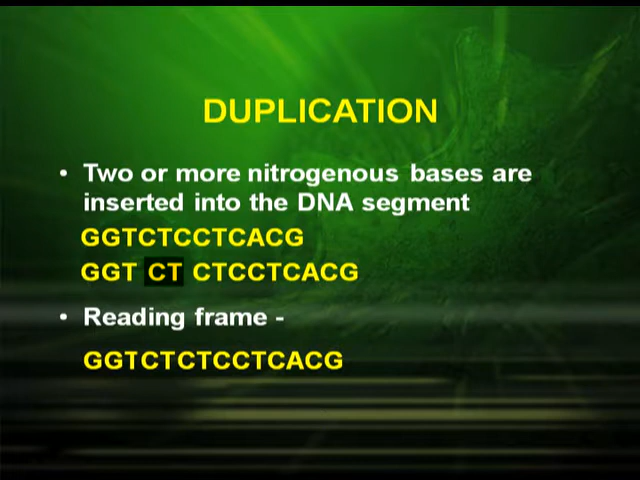 DUPLICATION
• Two or more nitrogenous bases are
inserted into the DNA segment
GGTCTCCTCACG
GGT CT CTCCTCACG
• Reading frame -
GGTCTCTCCTCACG